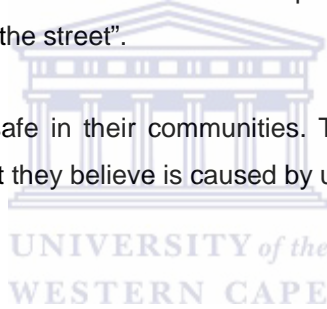 the street”.
afe in their communities. T
t they believe is caused by u
UNIVERSITY of the
WESTERN CAPE